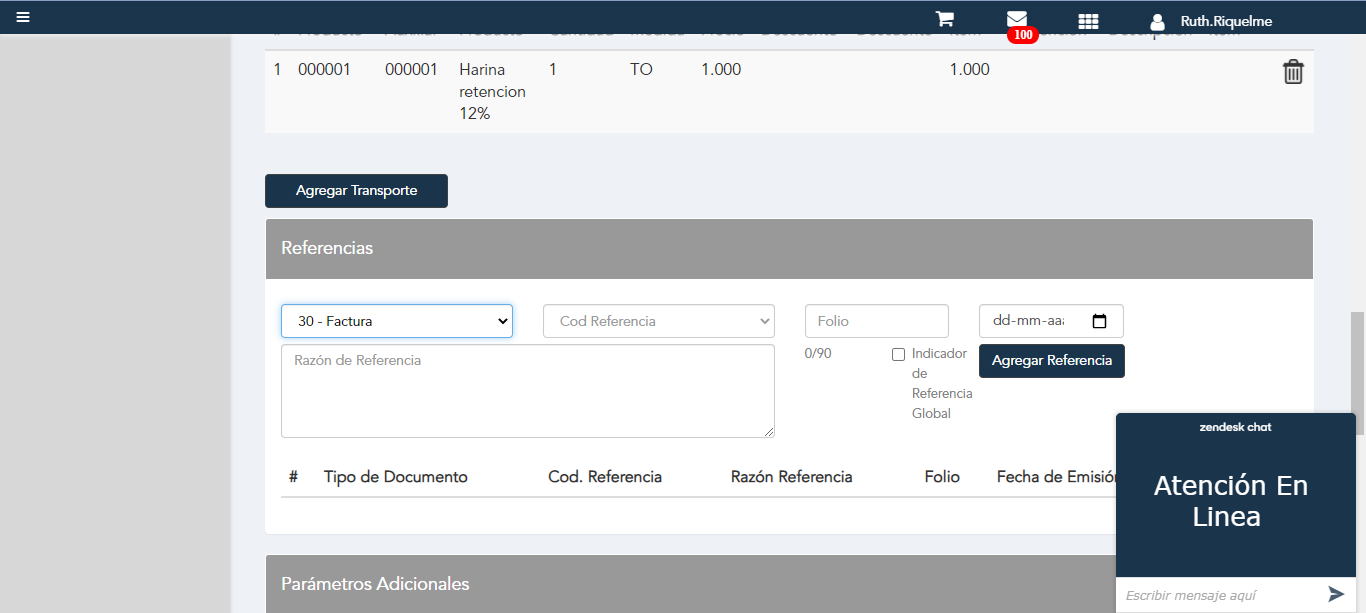 Ruth.Riquelme
100
1 000001 000001 Harina 1 TO 1.000 1.000
retencion
12%
Agregar Transporte
Referencias
30 - Factura Cod Referencia Folio dd-mm-aa
Razón de Referencia 0/90 Indicador Agregar Referencia
de
Referencia
Global
# Tipo de Documento Cod. Referencia Razón Referencia Folio Fecha de Emisión
Parámetros Adicionales
zendesk chat
Atención En
Linea
Escribir mensaje aquí